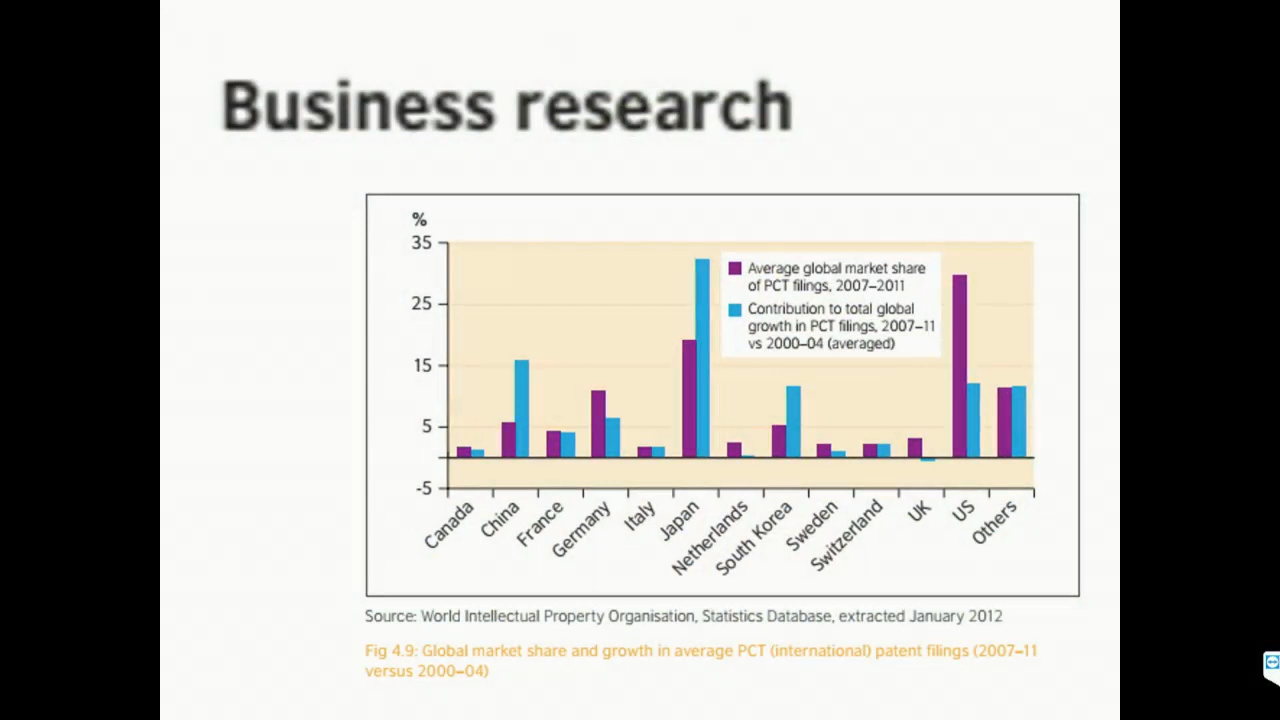 Business research
%
35
25
15
5
-5
Average global market share
of PCT filings, 2007–2011
Contribution to total global
growth in PCT filings, 2007–11
vs 2000–04 (averaged)
Canada
China
France
Germany
Italy
Japan
Netherlands
South Korea
Sweden
Switzerland
UK
US
Others
Source: World Intellectual Property Organisation, Statistics Database, extracted January 2012
Fig 4.9: Global market share and growth in average PCT (international) patent filings (2007–11
versus 2000–04)